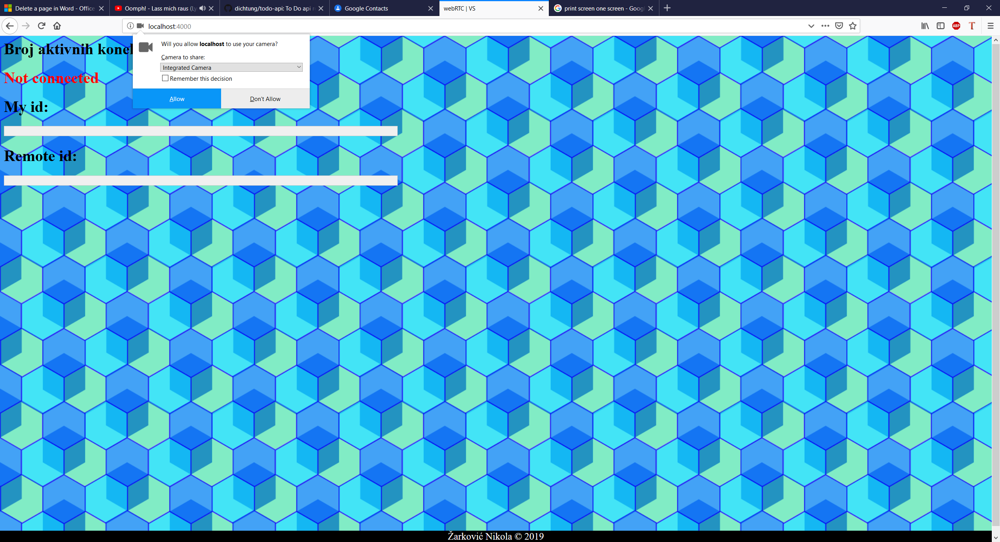 Delete a page in Word - Office
Oomph! - Lass mich raus (Ly
dichtung/todo-api: To Do api
Google Contacts
webRTC | VS
print screen one screen - Goog
localhost:4000
ABP
T
Will you allow localhost to use your camera?
Camera to share:
Integrated Camera
Remember this decision
Allow
Don't Allow
Broj aktivnih
Not connected
My id:
Remote id:
Žarković Nikola © 2019